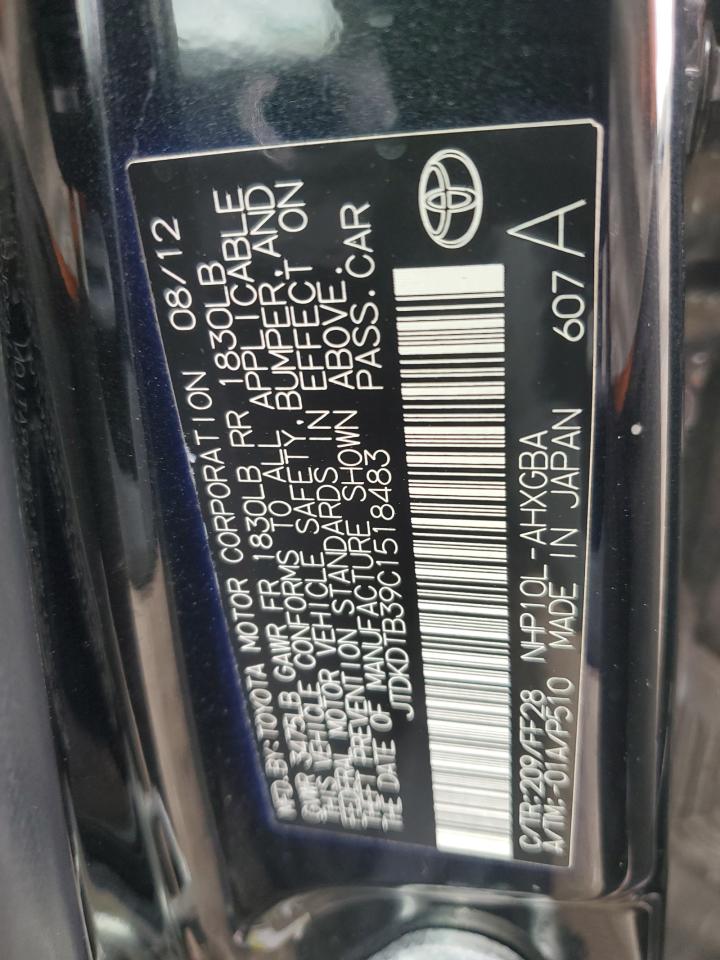 MFD.BY:TOYOTA MOTOR CORPORATION 08/12
GWR 3475LB GAWR FR 1830LB RR 1830LB
THIS VEHICLE CONFORMS TO ALL APPLICABLE
FEDERAL MOTOR VEHICLE SAFETY, BUMPER, AND
THEFT PREVENTION STANDARDS IN EFFECT ON
THE DATE OF MANUFACTURE SHOWN ABOVE.
JTDKDTB39C1518483 PASS.CAR
C/TR:209/FF28 NHP10L-AHXGBA
A/TM:-01A/P510 MADE IN JAPAN 607 A